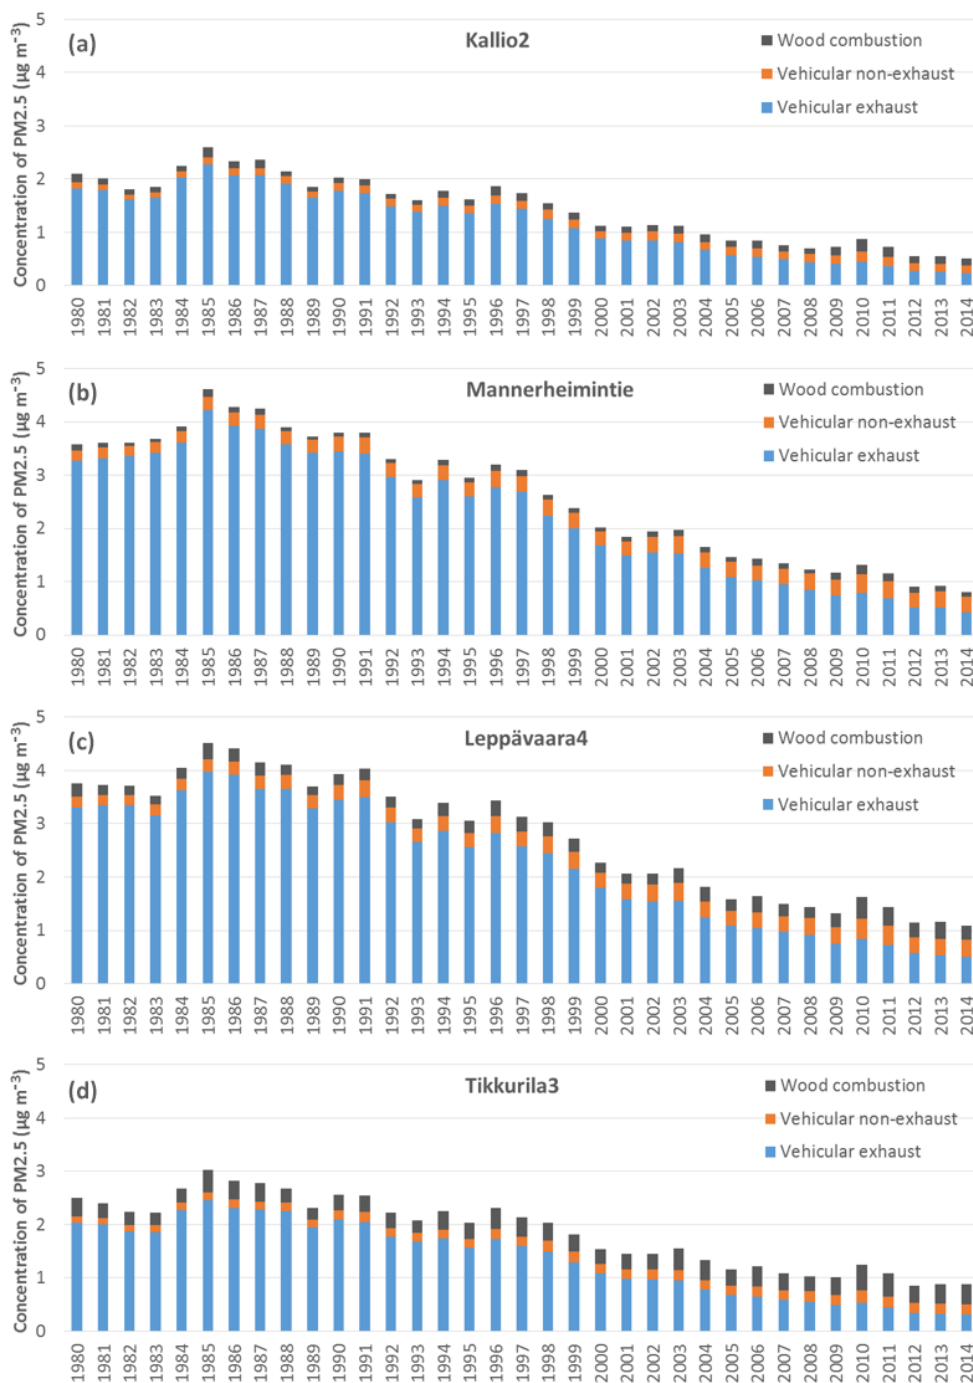 (a)
Kallio2
Wood combustion
Vehicular non-exhaust
Vehicular exhaust
Concentration of PM2.5 (µg m⁻³)
5
4
3
2
1
0
1980 1981 1982 1983 1984 1985 1986 1987 1988 1989 1990 1991 1992 1993 1994 1995 1996 1997 1998 1999 2000 2001 2002 2003 2004 2005 2006 2007 2008 2009 2010 2011 2012 2013 2014
(b)
Mannerheimintie
Wood combustion
Vehicular non-exhaust
Vehicular exhaust
Concentration of PM2.5 (µg m⁻³)
5
4
3
2
1
0
1980 1981 1982 1983 1984 1985 1986 1987 1988 1989 1990 1991 1992 1993 1994 1995 1996 1997 1998 1999 2000 2001 2002 2003 2004 2005 2006 2007 2008 2009 2010 2011 2012 2013 2014
(c)
Leppävaara4
Wood combustion
Vehicular non-exhaust
Vehicular exhaust
Concentration of PM2.5 (µg m⁻³)
5
4
3
2
1
0
1980 1981 1982 1983 1984 1985 1986 1987 1988 1989 1990 1991 1992 1993 1994 1995 1996 1997 1998 1999 2000 2001 2002 2003 2004 2005 2006 2007 2008 2009 2010 2011 2012 2013 2014
(d)
Tikkurila3
Wood combustion
Vehicular non-exhaust
Vehicular exhaust
Concentration of PM2.5 (µg m⁻³)
5
4
3
2
1
0
1980 1981 1982 1983 1984 1985 1986 1987 1988 1989 1990 1991 1992 1993 1994 1995 1996 1997 1998 1999 2000 2001 2002 2003 2004 2005 2006 2007 2008 2009 2010 2011 2012 2013 2014